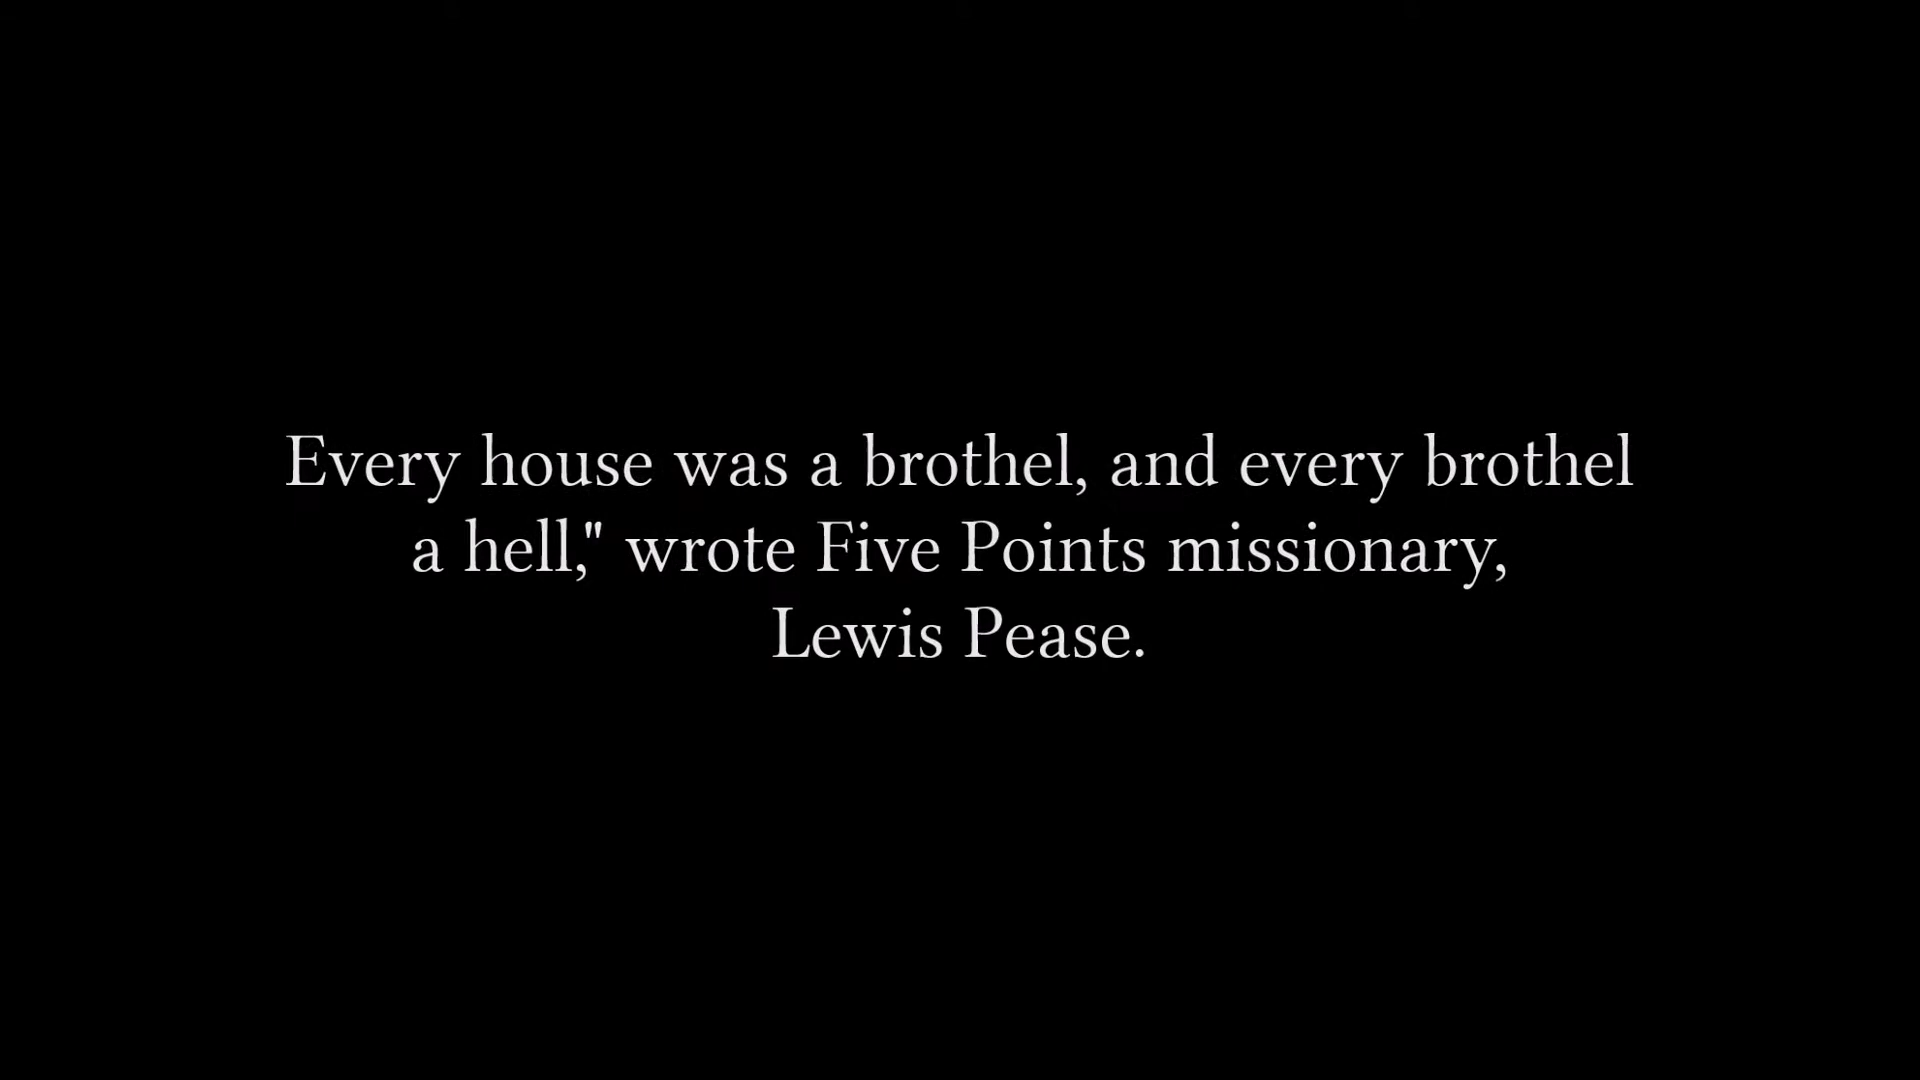 Every house was a brothel, and every brothel
a hell," wrote Five Points missionary,
Lewis Pease.